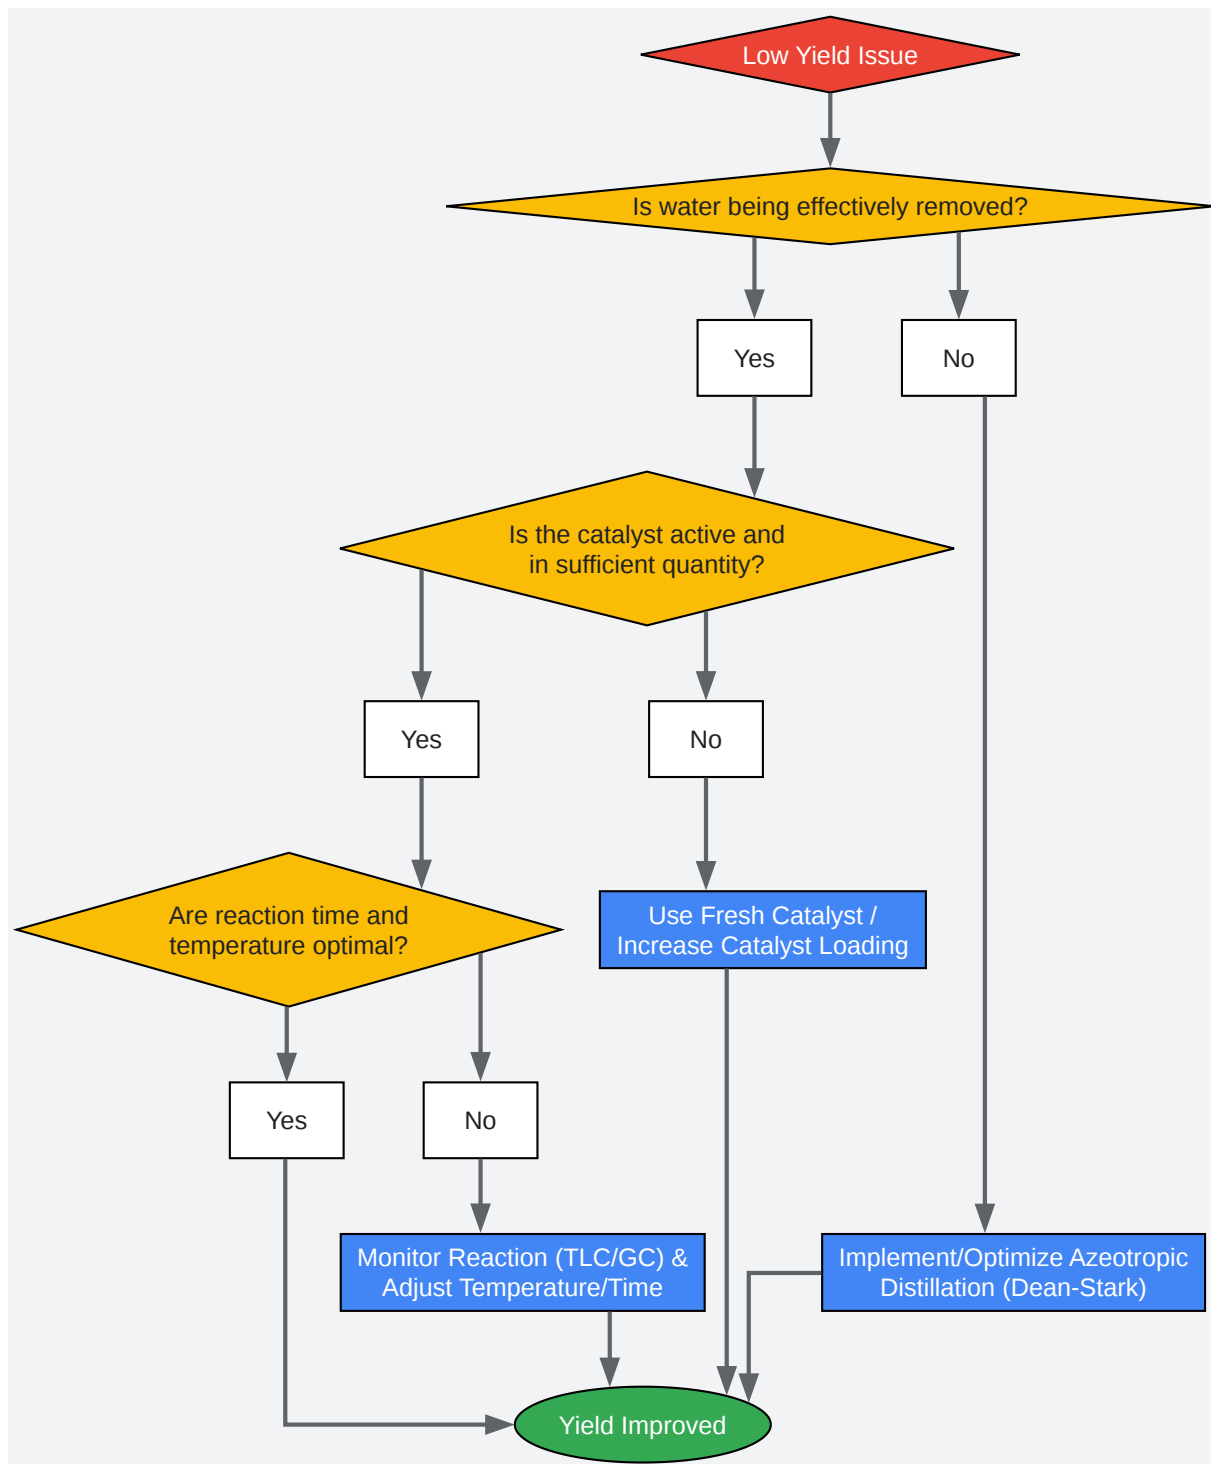 Low Yield Issue
Is water being effectively removed?
Yes
No
Is the catalyst active and
in sufficient quantity?
Yes
No
Are reaction time and
temperature optimal?
Use Fresh Catalyst /
Increase Catalyst Loading
Yes
No
Monitor Reaction (TLC/GC) &
Adjust Temperature/Time
Implement/Optimize Azeotropic
Distillation (Dean-Stark)
Yield Improved